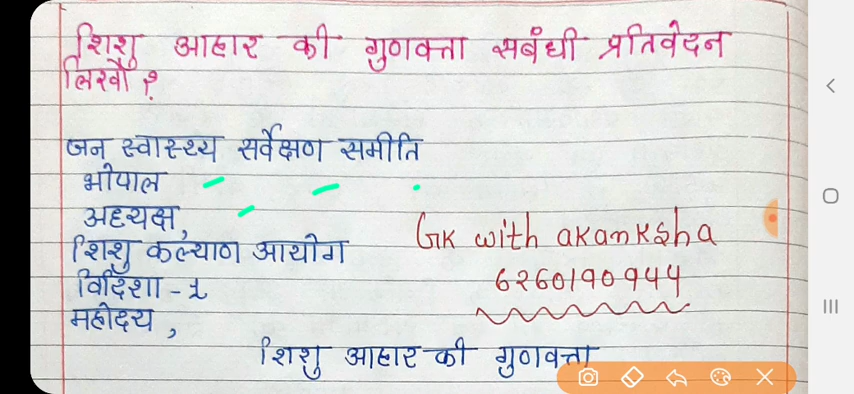 शिशु आहार की गुणवत्ता सबंधी प्रतिवेदन
लिखो ?
जन स्वास्थ्य सर्वेक्षण समीति
भोपाल
अध्यक्ष,
शिशु कल्याण आयोग
GK with akanksha
विदिशा -1
6260190944
महोदय,
शिशु आहार की गुणवत्ता